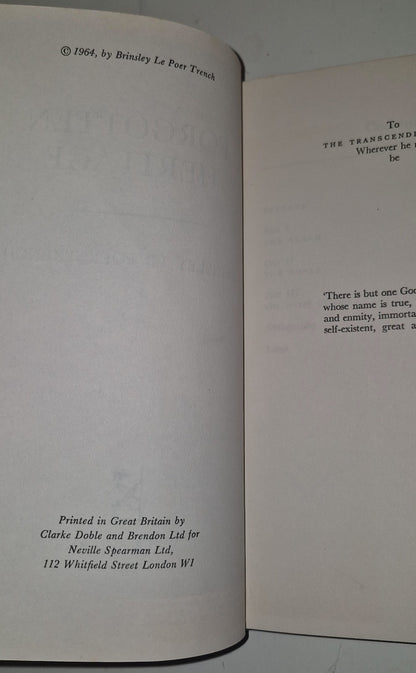 © 1964, by Brinsley Le Poer Trench
Printed in Great Britain by
Clarke Doble and Brendon Ltd for
Neville Spearman Ltd,
112 Whitfield Street London W1
To
THE TRANSCENDE
Wherever he
be
'There is but one God
whose name is true,
and enmity, immorta
self-existent, great a